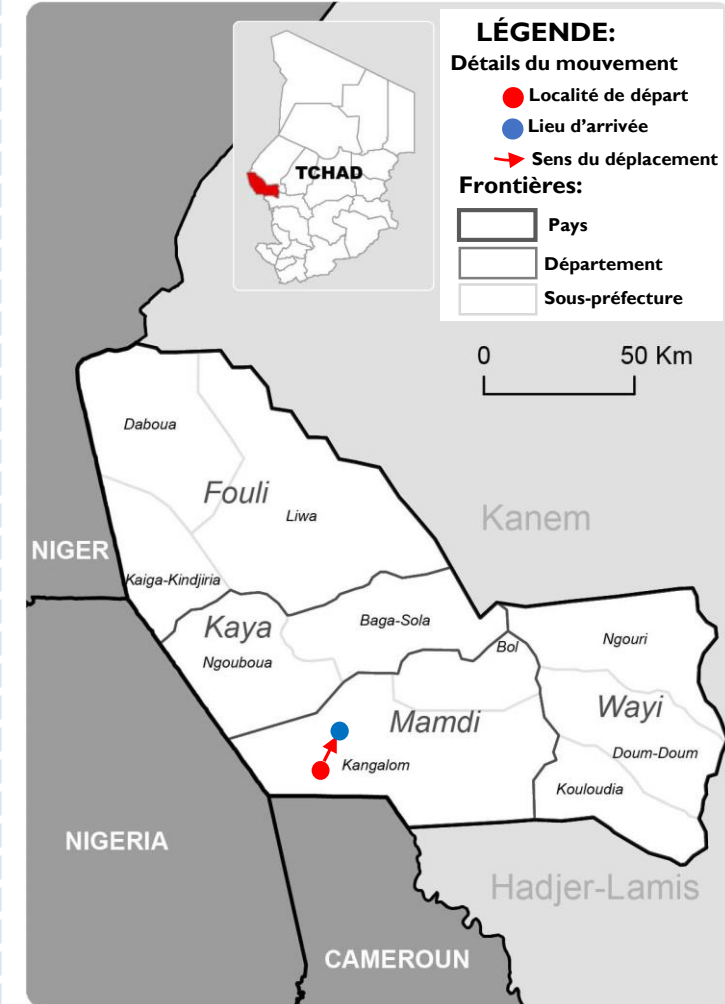 LÉGENDE:
Détails du mouvement
Localité de départ
Lieu d'arrivée
Sens du déplacement
Frontières:
Pays
Département
Sous-préfecture
TCHAD
0 50 Km
Daboua
Fouli
Liwa
Kanem
NIGER
Kaiga-Kindjiria
Kaya
Baga-Sola
Ngouboua
Bol
Ngouri
Mamdi
Wayi
Doum-Doum
Kangalom
Kouloudia
NIGERIA
Hadjer-Lamis
CAMEROUN